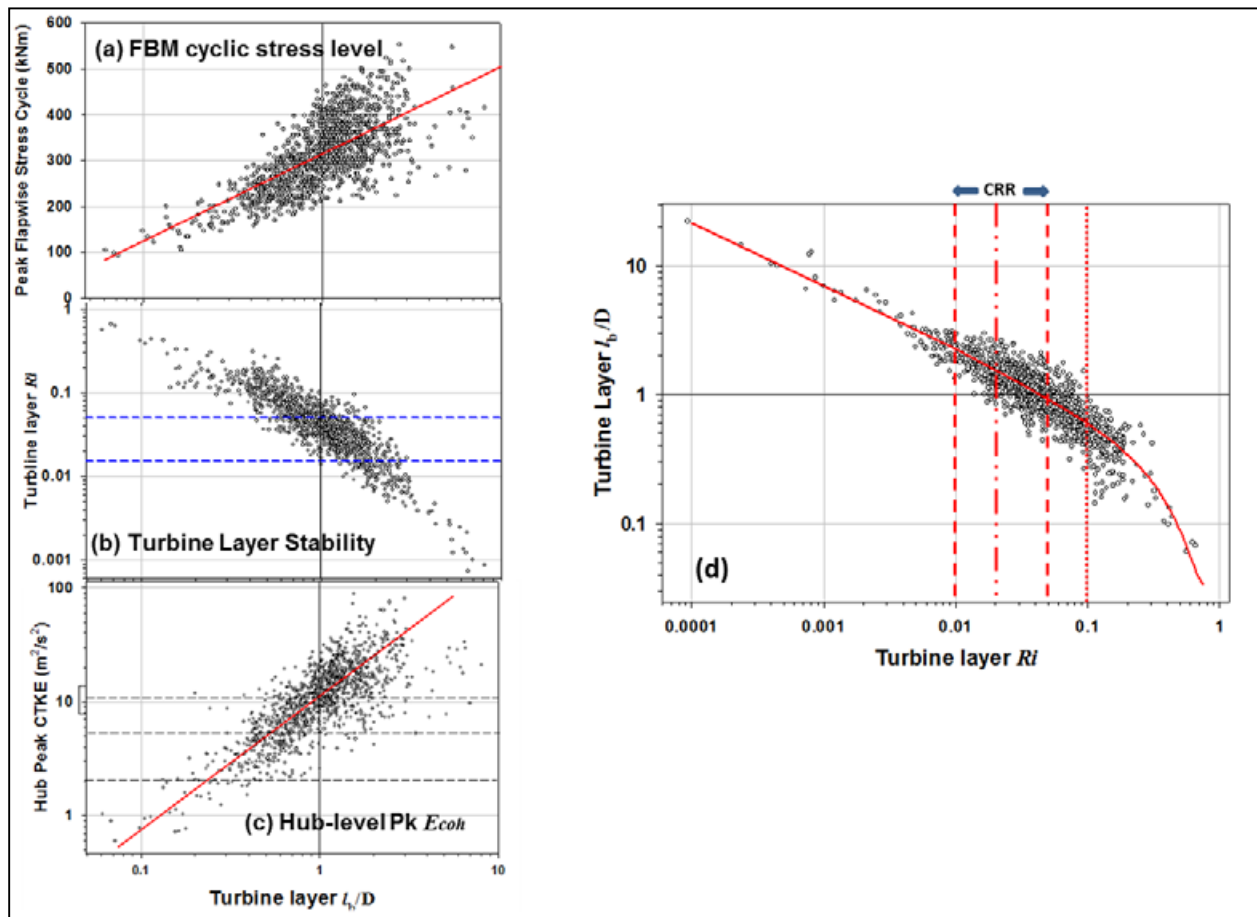 600
500
400
300
200
100
0
Peak Flapwise Stress Cycle (kNm)
(a) FBM cyclic stress level
1
0.1
0.01
0.001
Turbline layer Ri
(b) Turbine Layer Stability
100
10
1
Hub Peak CTKE (m²/s²)
(c) Hub-level Pk Ecoh
0.1
1
10
Turbine layer lb/D
CRR
10
1
0.1
Turbine Layer lb/D
(d)
0.0001
0.001
0.01
0.1
1
Turbine layer Ri